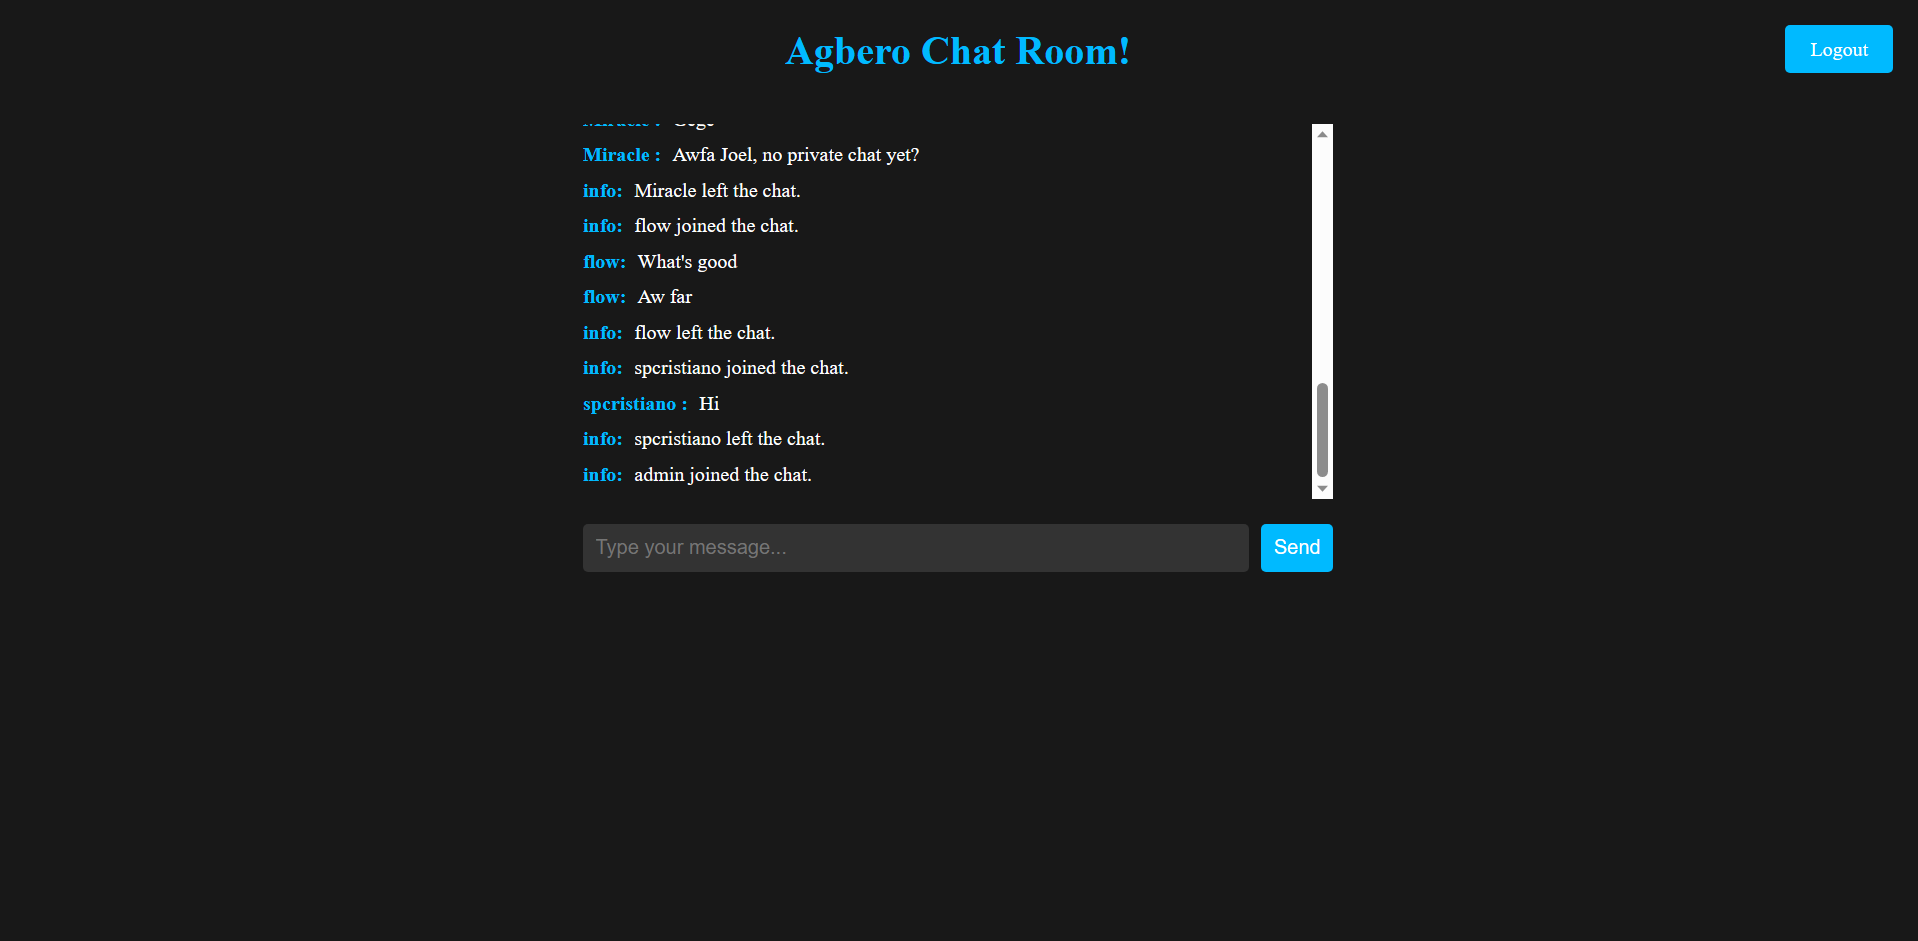 Agbero Chat Room!
Logout
Miracle : Gege
Miracle : Awfa Joel, no private chat yet?
info: Miracle left the chat.
info: flow joined the chat.
flow: What's good
flow: Aw far
info: flow left the chat.
info: spcristiano joined the chat.
spcristiano : Hi
info: spcristiano left the chat.
info: admin joined the chat.
Type your message...
Send